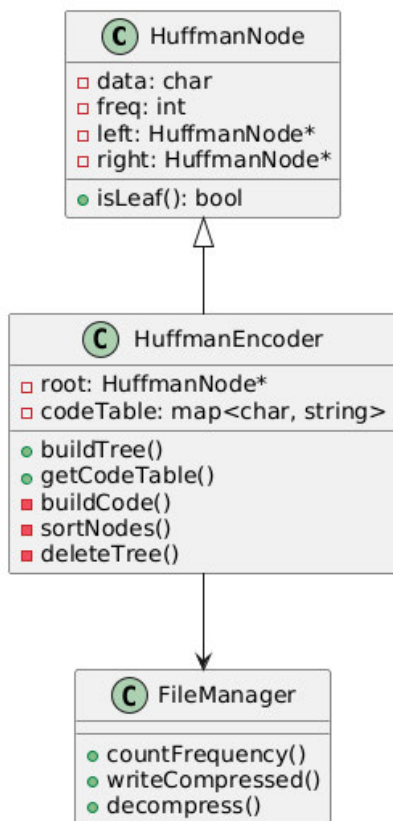 C HuffmanNode
data: char
freq: int
left: HuffmanNode*
right: HuffmanNode*
isLeaf(): bool
C HuffmanEncoder
root: HuffmanNode*
codeTable: map<char, string>
buildTree()
getCodeTable()
buildCode()
sortNodes()
deleteTree()
C FileManager
countFrequency()
writeCompressed()
decompress()